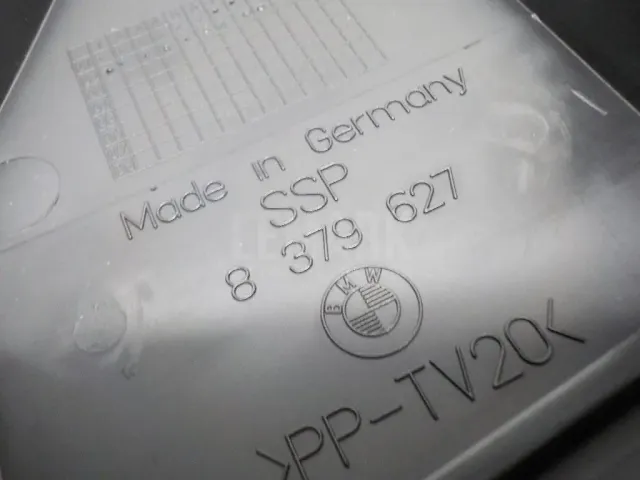 Made in Germany
SSP
8 379 627
BMW
>PP-TV20<